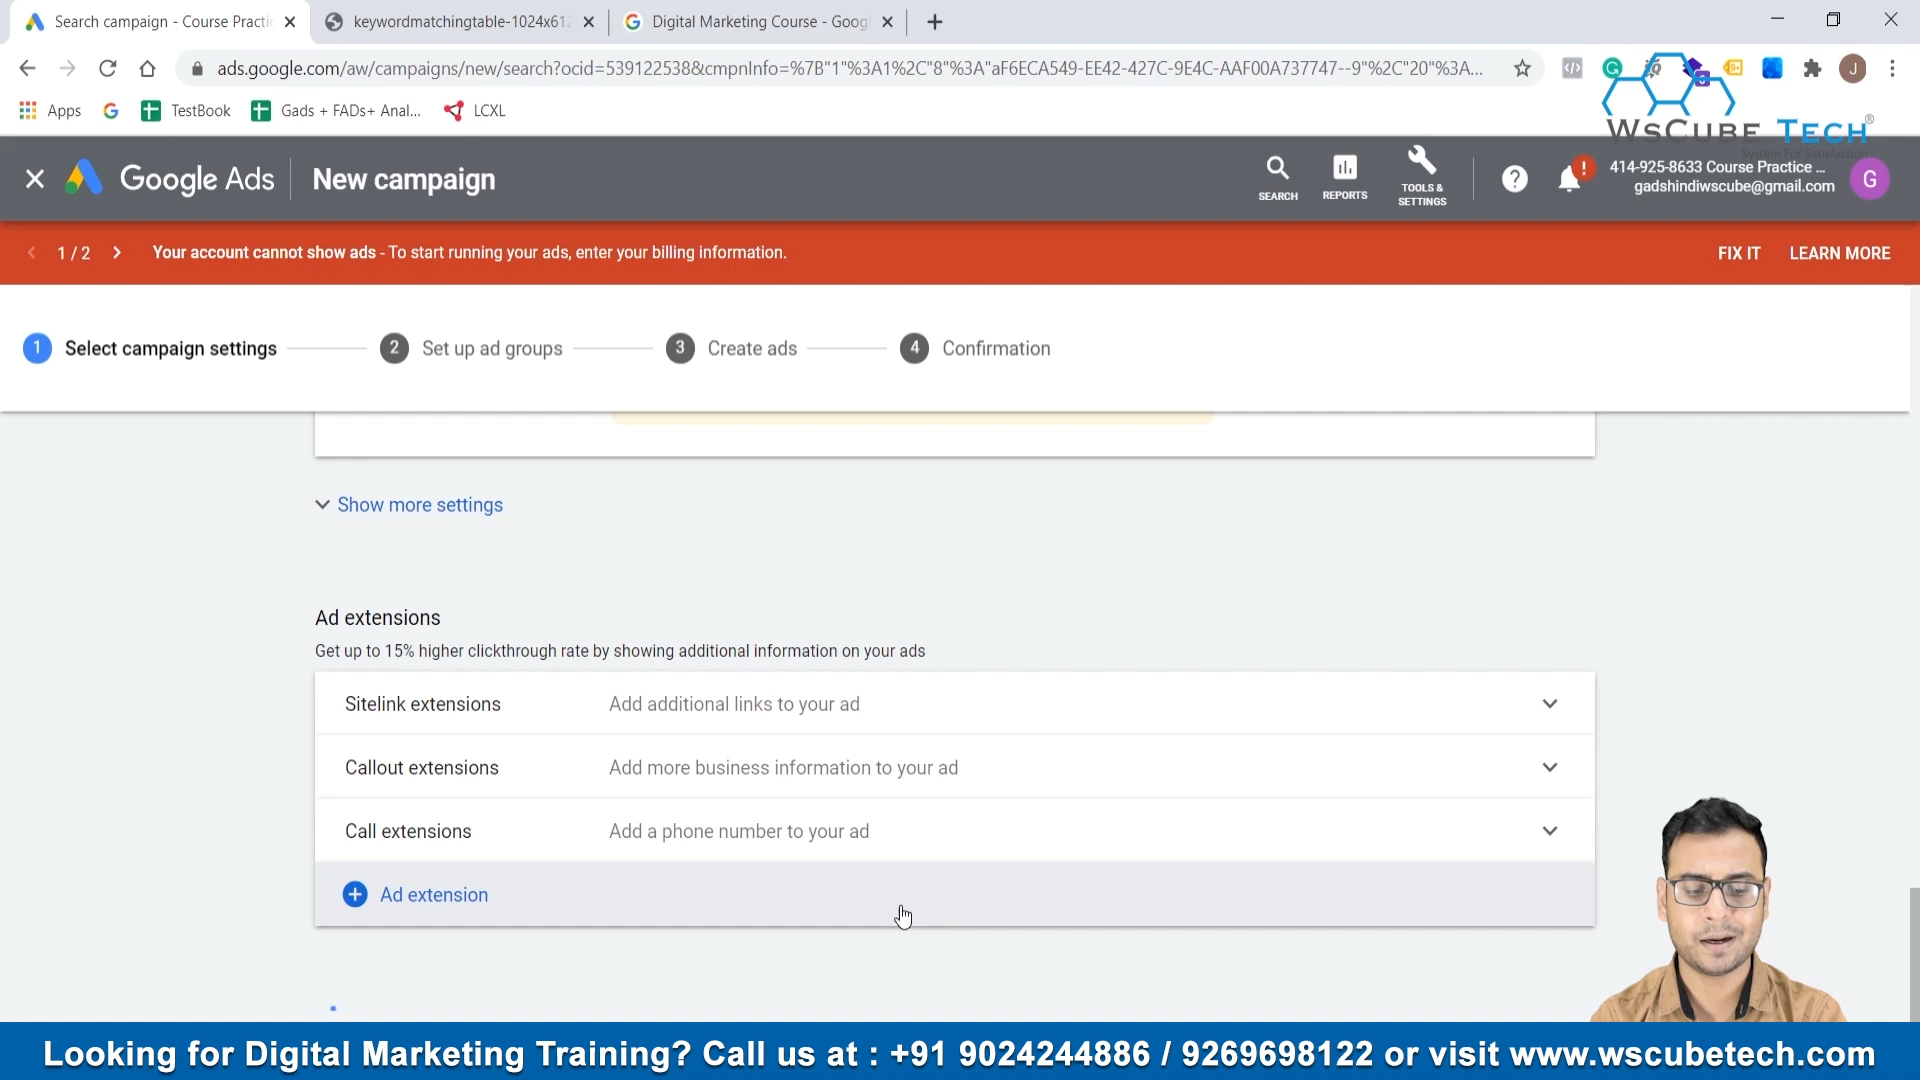 Search campaign - Course Practic
keywordmatchingtable-1024x612
Digital Marketing Course - Goog
ads.google.com/aw/campaigns/new/search?ocid=539122538&cmpnInfo=%7B"1"%3A1%2C"8"%3A"aF6ECA549-EE42-427C-9E4C-AAF00A737747--9"%2C"20"%3A...
J
Apps
TestBook
Gads + FADs+ Anal...
LCXL
WsCube Tech®
System For Satisfaction
Google Ads
New campaign
SEARCH
REPORTS
TOOLS &
SETTINGS
414-925-8633 Course Practice ...
gadshindiwscube@gmail.com
G
1 / 2
Your account cannot show ads - To start running your ads, enter your billing information.
FIX IT
LEARN MORE
1 Select campaign settings
2 Set up ad groups
3 Create ads
4 Confirmation
Show more settings
Ad extensions
Get up to 15% higher clickthrough rate by showing additional information on your ads
Sitelink extensions Add additional links to your ad
Callout extensions Add more business information to your ad
Call extensions Add a phone number to your ad
Ad extension
Looking for Digital Marketing Training? Call us at : +91 9024244886 / 9269698122 or visit www.wscubetech.com